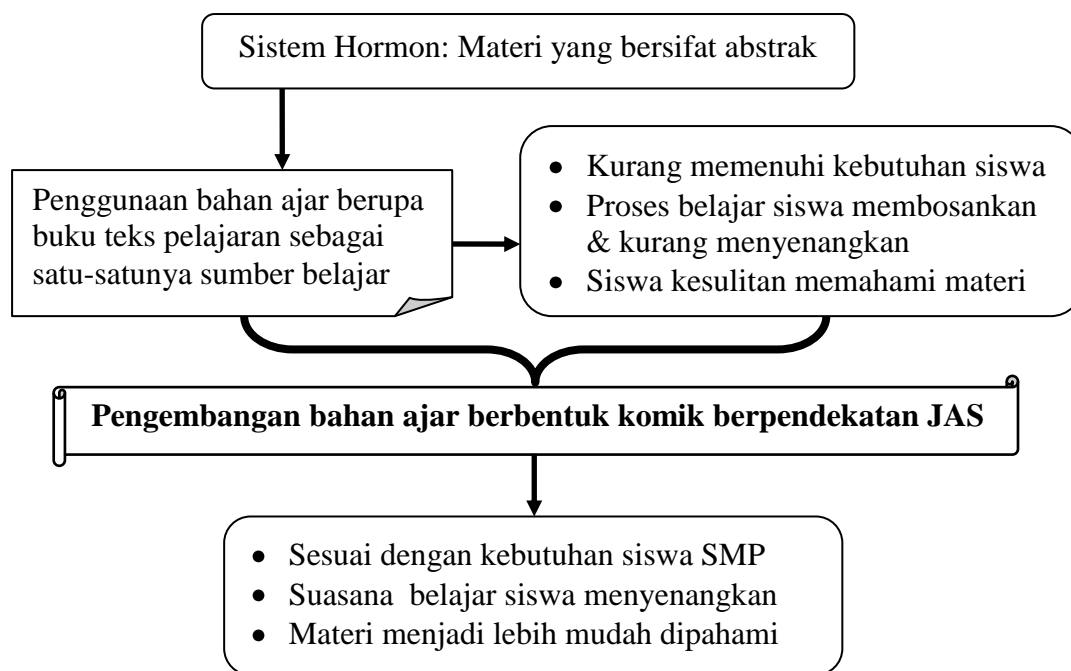 Sistem Hormon: Materi yang bersifat abstrak
Penggunaan bahan ajar berupa
buku teks pelajaran sebagai
satu-satunya sumber belajar
• Kurang memenuhi kebutuhan siswa
• Proses belajar siswa membosankan
& kurang menyenangkan
• Siswa kesulitan memahami materi
Pengembangan bahan ajar berbentuk komik berpendekatan JAS
• Sesuai dengan kebutuhan siswa SMP
• Suasana belajar siswa menyenangkan
• Materi menjadi lebih mudah dipahami